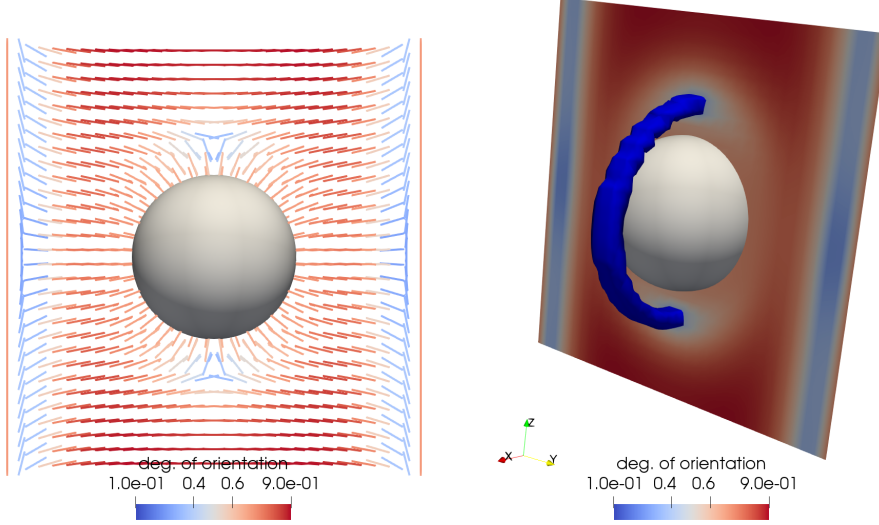 deg. of orientation
1.0e-01 0.4 0.6 9.0e-01
Z
X
Y
deg. of orientation
1.0e-01 0.4 0.6 9.0e-01